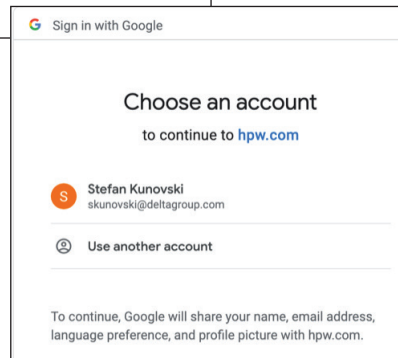 Sign in with Google
Choose an account
to continue to hpw.com
S
Stefan Kunovski
skunovski@deltagroup.com
Use another account
To continue, Google will share your name, email address,
language preference, and profile picture with hpw.com.